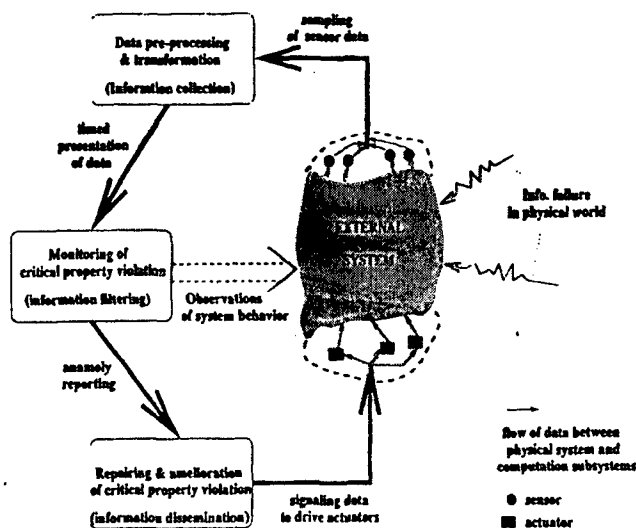 sampling
of sensor data
Data pre-processing
& transformation
(Information collection)
timed
presentation
of data
Info. failure
in physical world
EXTERNAL
SYSTEM
Monitoring of
critical property violation
(information filtering)
Observations
of system behavior
anamoly
reporting
Repairing & amelioration
of critical property violation
(information dissemination)
signaling data
to drive actuators
flow of data between
physical system and
computation subsystems
sensor
actuator